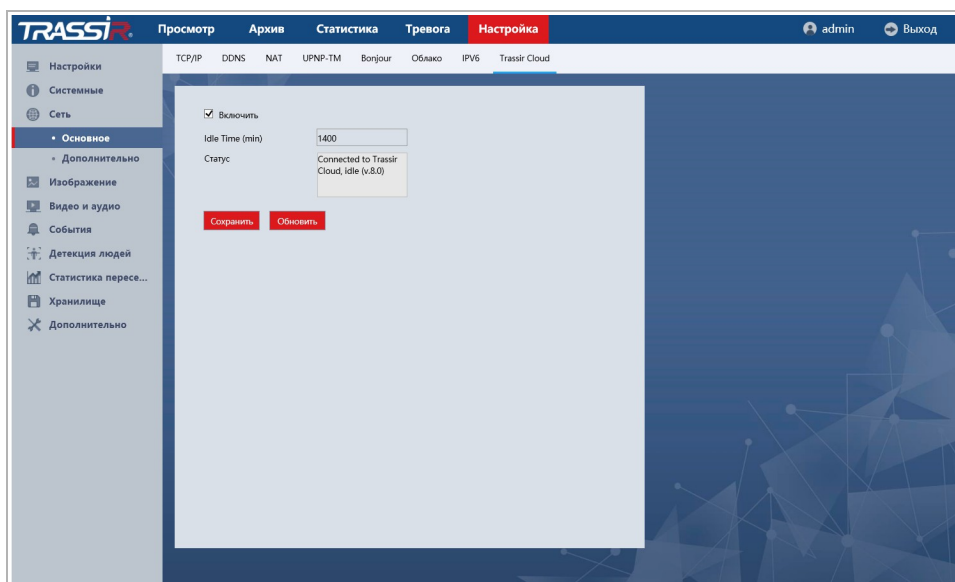 TRASSIR
Просмотр Архив Статистика Тревога Настройка admin Выход
TCP/IP DDNS NAT UPNP-TM Bonjour Облако IPV6 Trassir Cloud
Настройки
Системные
Сеть
Основное
Дополнительно
Изображение
Видео и аудио
События
Детекция людей
Статистика пересе...
Хранилище
Дополнительно
Включить
Idle Time (min) 1400
Статус Connected to Trassir
Cloud, idle (v.8.0)
Сохранить Обновить